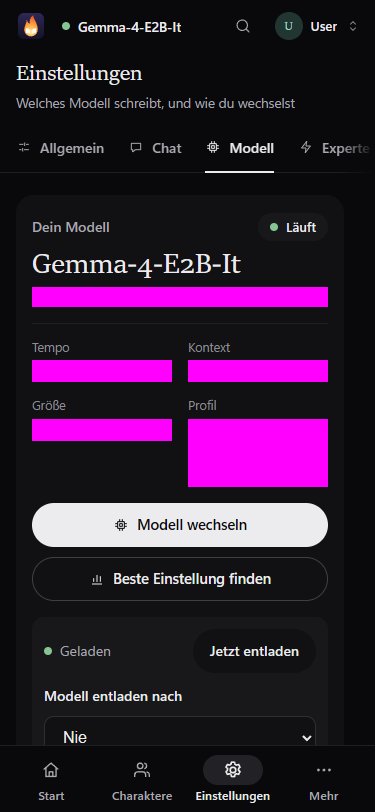 Gemma-4-E2B-It
U
User
Einstellungen
Welches Modell schreibt, und wie du wechselst
Allgemein
Chat
Modell
Experte
Dein Modell
Läuft
Gemma-4-E2B-It
Tempo
Kontext
Größe
Profil
Modell wechseln
Beste Einstellung finden
Geladen
Jetzt entladen
Modell entladen nach
Nie
Start
Charaktere
Einstellungen
Mehr